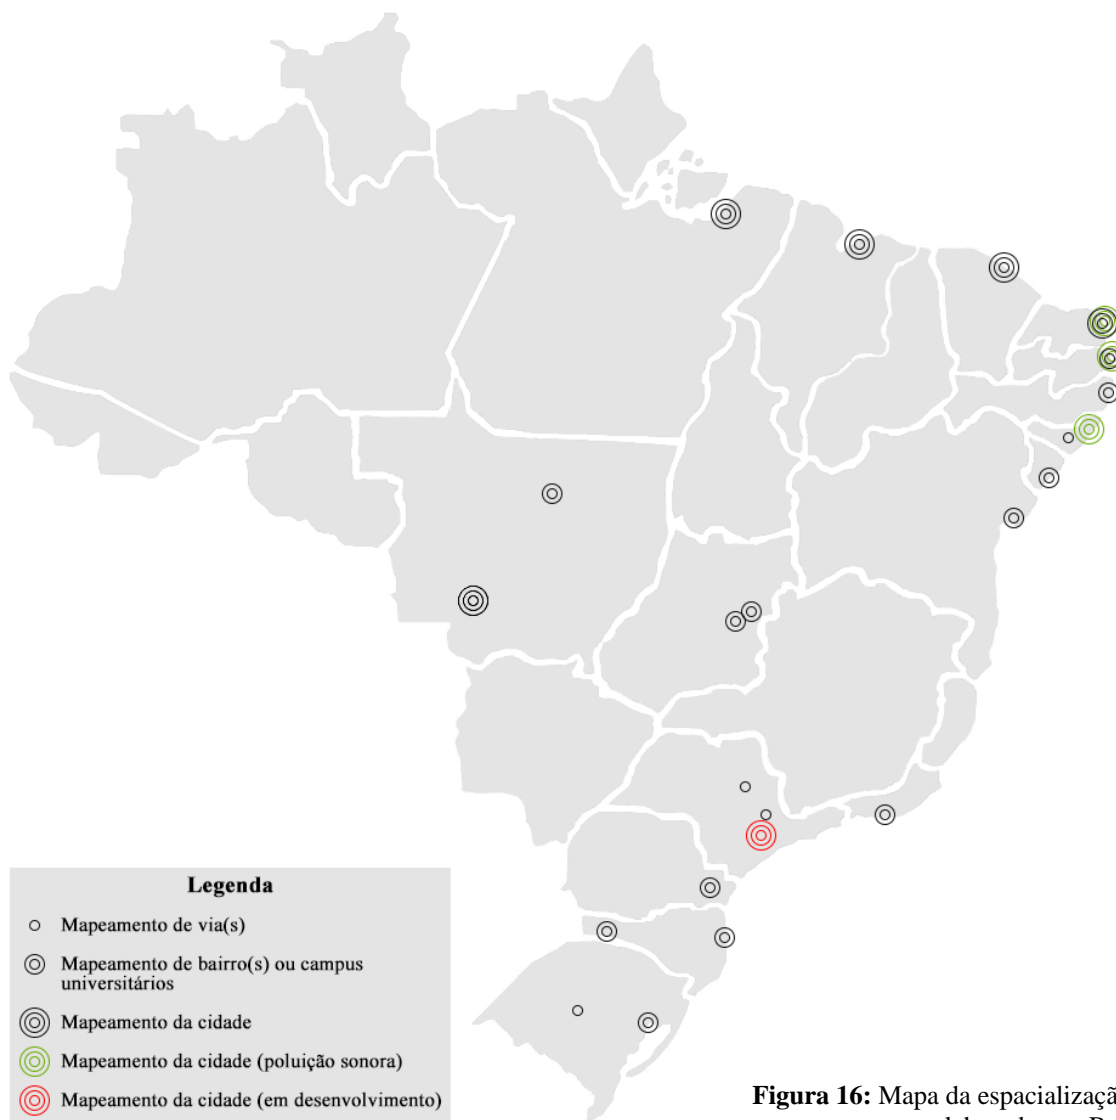 Legenda
Mapeamento de via(s)
Mapeamento de bairro(s) ou campus
universitários
Mapeamento da cidade
Mapeamento da cidade (poluição sonora)
Mapeamento da cidade (em desenvolvimento)
Figura 16: Mapa da espacialização